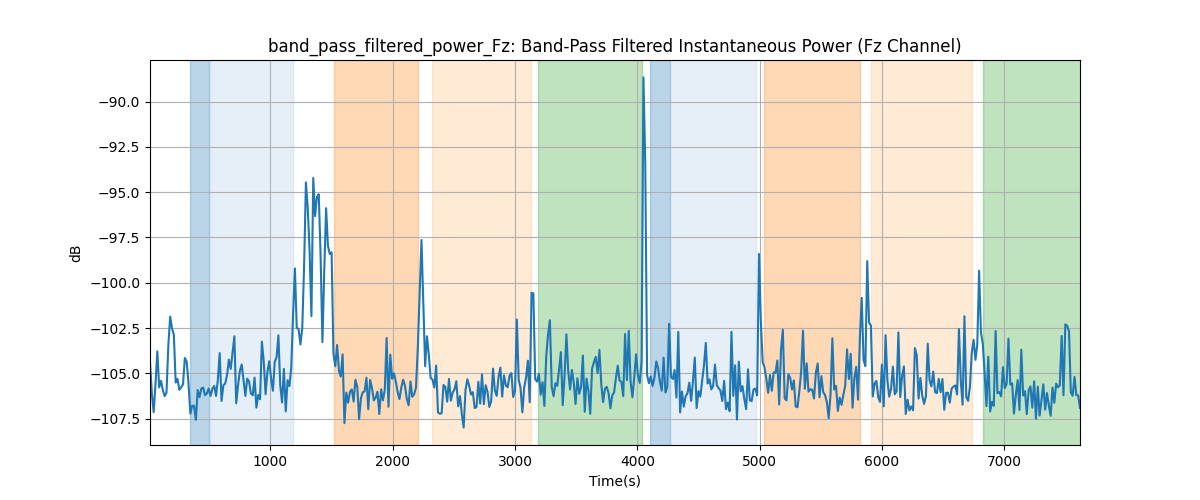 band_pass_filtered_power_Fz: Band-Pass Filtered Instantaneous Power (Fz Channel)
−90.0
−92.5
−95.0
−97.5
−100.0
−102.5
−105.0
−107.5
dB
1000 2000 3000 4000 5000 6000 7000
Time(s)